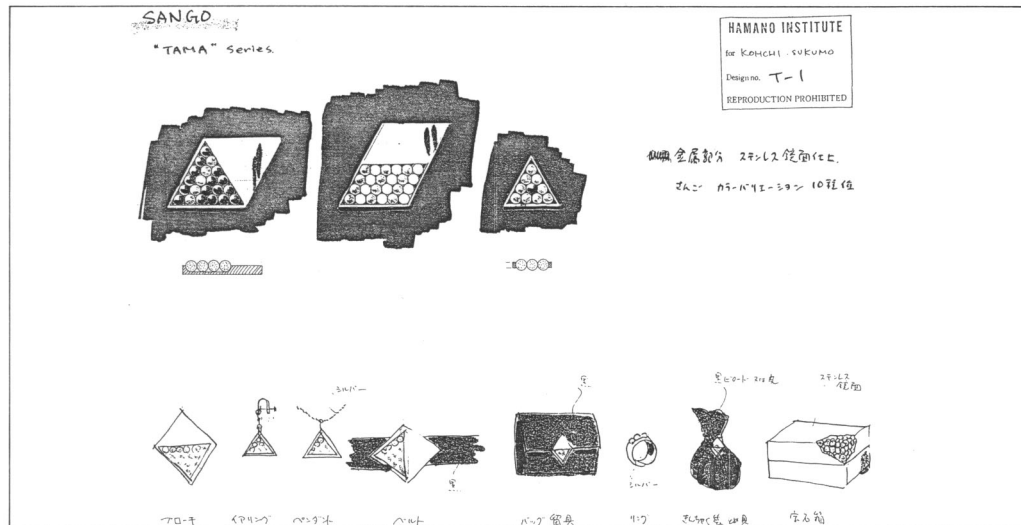 SANGO
"TAMA" Series.
HAMANO INSTITUTE
for KOHCHI.SUKUMO
Design no. T-1
REPRODUCTION PROHIBITED
金属部分 ステンレス鏡面仕上.
さんご カラーバリエーション 10種位
シルバー
黒
黒ビロード
ステンレス
鏡面
黒
シルバー
ブローチ
イアリング
ペンダント
ベルト
バッグ 留具
リング
きんちゃく
宝石箱